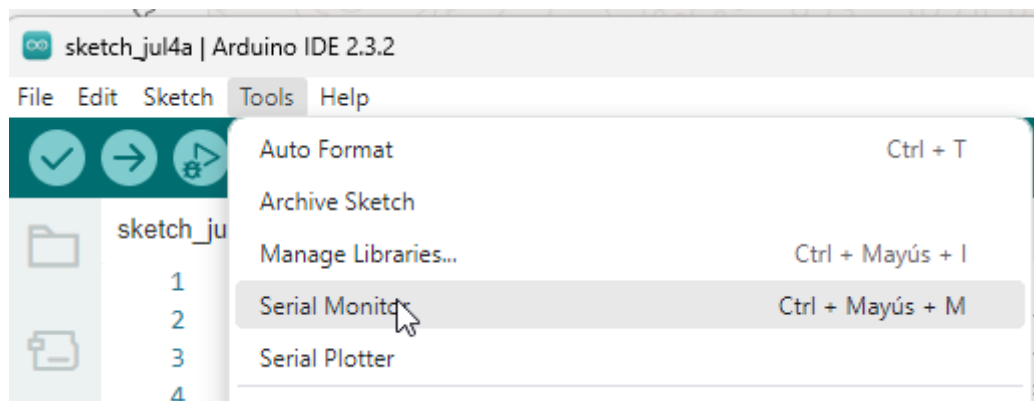 sketch_jul4a | Arduino IDE 2.3.2
File Edit Sketch Tools Help
Auto Format Ctrl + T
Archive Sketch
sketch_ju
Manage Libraries... Ctrl + Mayús + I
1
Serial Monitor Ctrl + Mayús + M
2
3 Serial Plotter
4